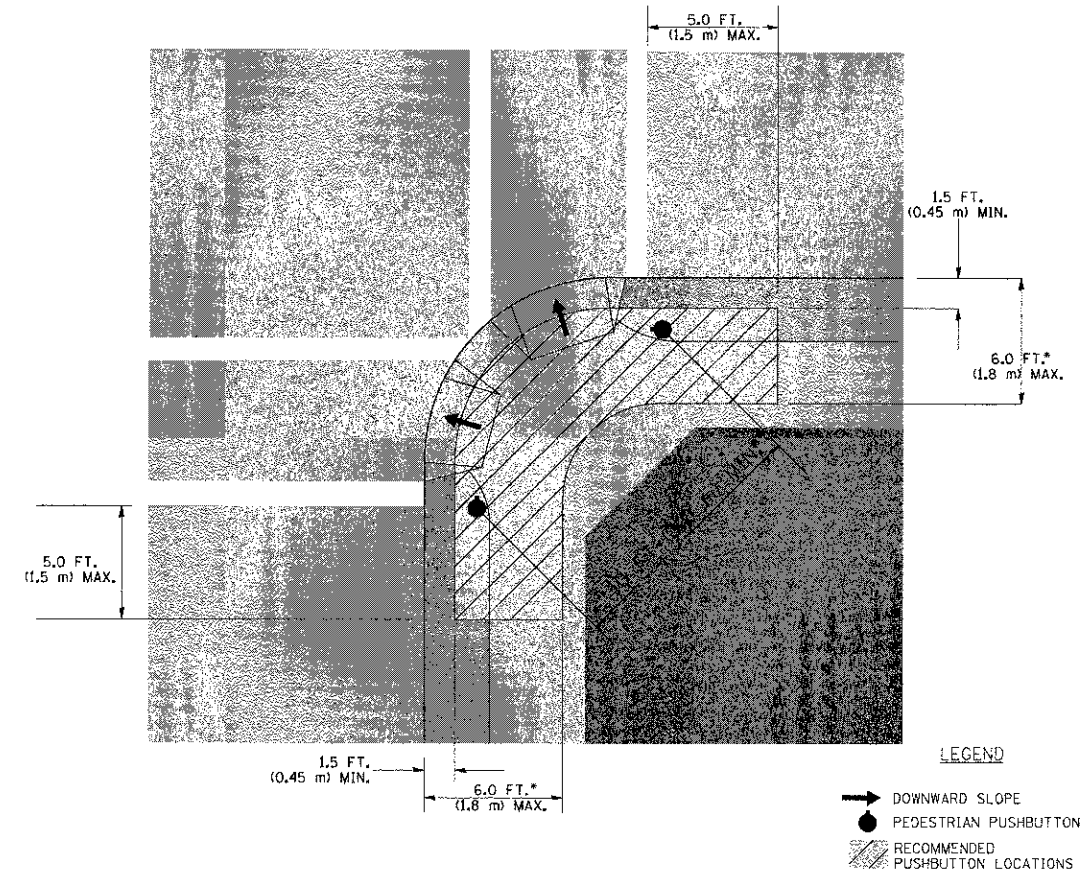 5.0 FT.
(1.5 m) MAX.
1.5 FT.
(0.45 m) MIN.
6.0 FT.*
(1.8 m) MAX.
5.0 FT.
(1.5 m) MAX.
1.5 FT.
(0.45 m) MIN.
6.0 FT.*
(1.8 m) MAX.
LEGEND
DOWNWARD SLOPE
PEDESTRIAN PUSHBUTTON
RECOMMENDED
PUSHBUTTON LOCATIONS